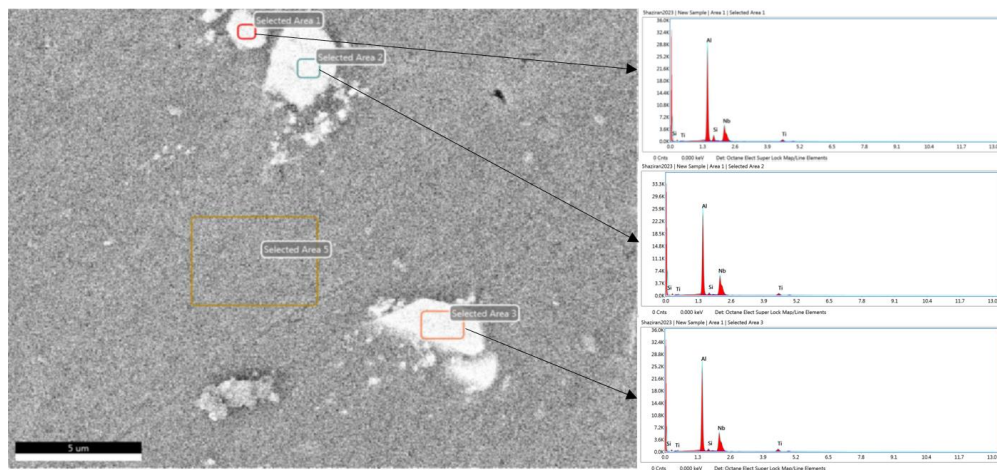 Selected Area 1
Selected Area 2
Selected Area 5
Selected Area 3
5 um
Shaziran2023 | New Sample | Area 1 | Selected Area 1
36.0K
32.4K
28.8K
25.2K
21.6K
18.0K
14.4K
10.8K
7.2K
3.6K
0.0K
Al
Si Ti Si Nb Ti
0.0 1.3 2.6 3.9 5.2 6.5 7.8 9.1 10.4 11.7 13.0
0 Cnts 0.000 keV Det: Octane Elect Super Lock Map/Line Elements
Shaziran2023 | New Sample | Area 1 | Selected Area 2
33.3K
29.6K
25.9K
22.2K
18.5K
14.8K
11.1K
7.4K
3.7K
0.0K
Al
Si Ti Si Nb Ti
0.0 1.3 2.6 3.9 5.2 6.5 7.8 9.1 10.4 11.7 13.0
0 Cnts 0.000 keV Det: Octane Elect Super Lock Map/Line Elements
Shaziran2023 | New Sample | Area 1 | Selected Area 3
36.0K
32.4K
28.8K
25.2K
21.6K
18.0K
14.4K
10.8K
7.2K
3.6K
0.0K
Al
Si Ti Si Nb Ti
0.0 1.3 2.6 3.9 5.2 6.5 7.8 9.1 10.4 11.7 13.0
0 Cnts 0.000 keV Det: Octane Elect Super Lock Map/Line Elements